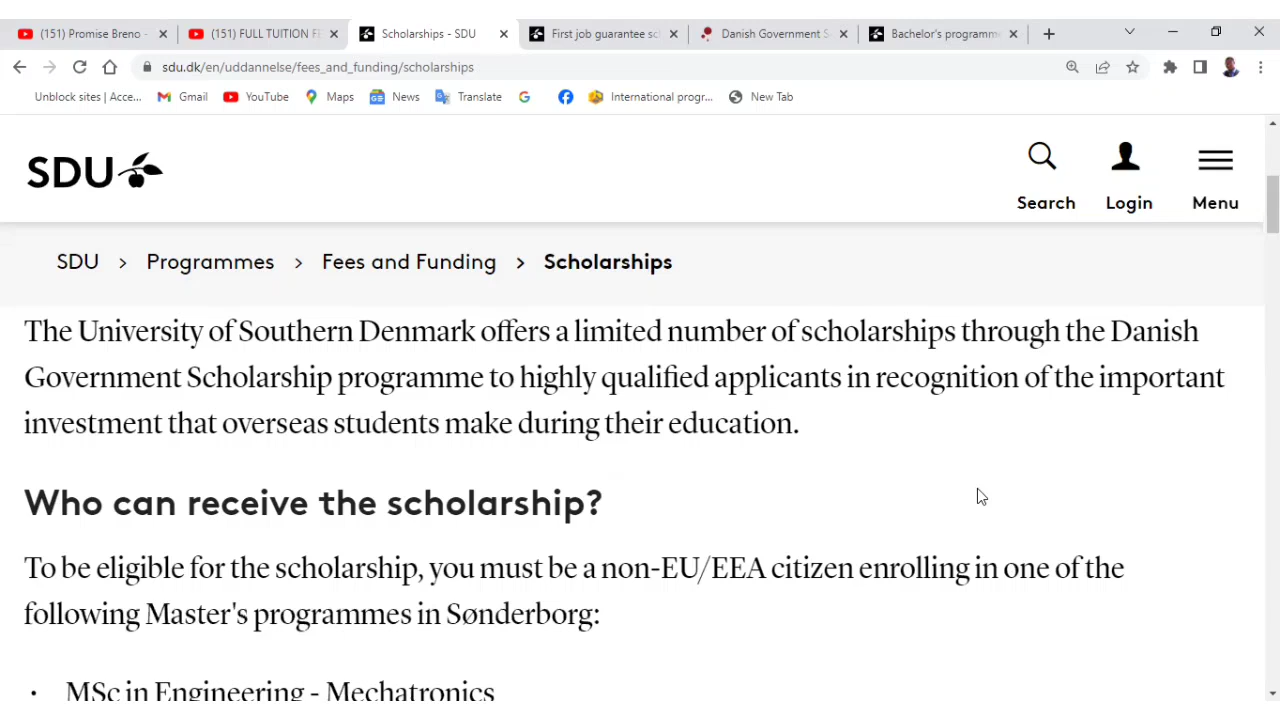 (151) Promise Breno -
(151) FULL TUITION FI
Scholarships - SDU
First job guarantee sc
Danish Government S
Bachelor's programm
sdu.dk/en/uddannelse/fees_and_funding/scholarships
Unblock sites | Acce...
Gmail
YouTube
Maps
News
Translate
International progr...
New Tab
SDU
Search
Login
Menu
SDU > Programmes > Fees and Funding > Scholarships
The University of Southern Denmark offers a limited number of scholarships through the Danish
Government Scholarship programme to highly qualified applicants in recognition of the important
investment that overseas students make during their education.
Who can receive the scholarship?
To be eligible for the scholarship, you must be a non-EU/EEA citizen enrolling in one of the
following Master's programmes in Sønderborg:
• MSc in Engineering - Mechatronics